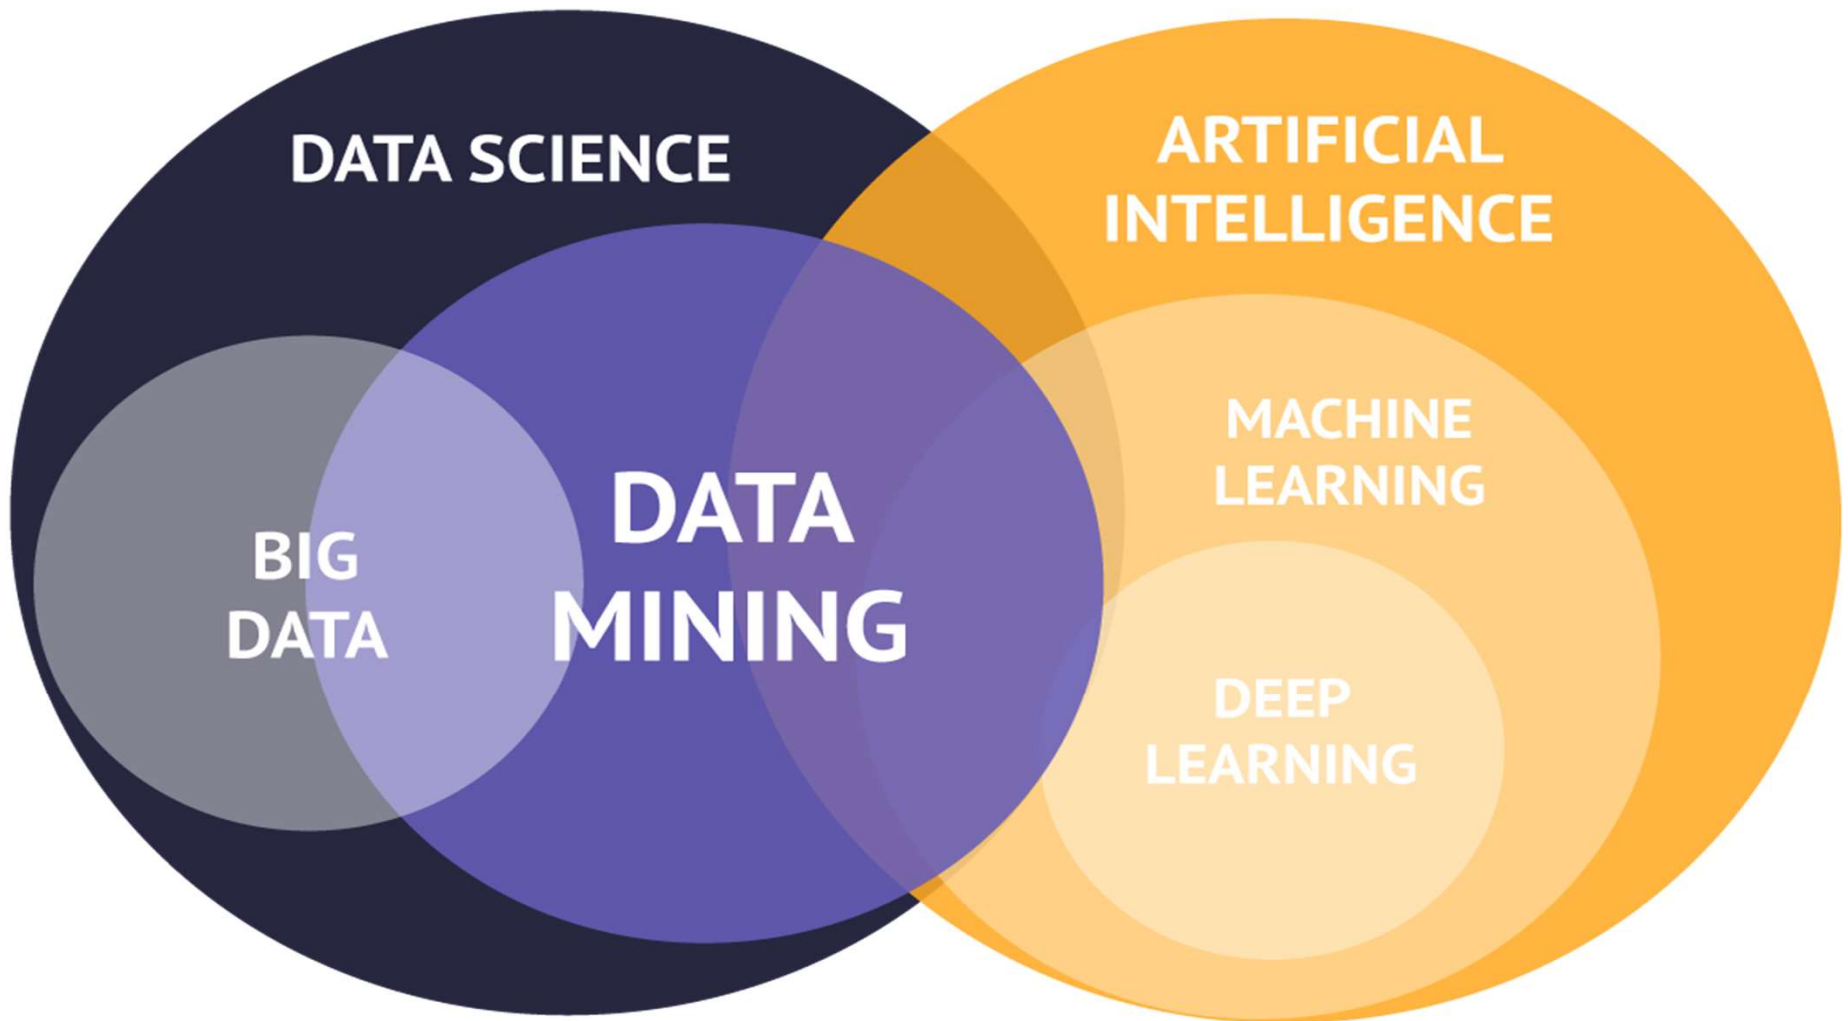 DATA SCIENCE
ARTIFICIAL
INTELLIGENCE
BIG
DATA
DATA
MINING
MACHINE
LEARNING
DEEP
LEARNING